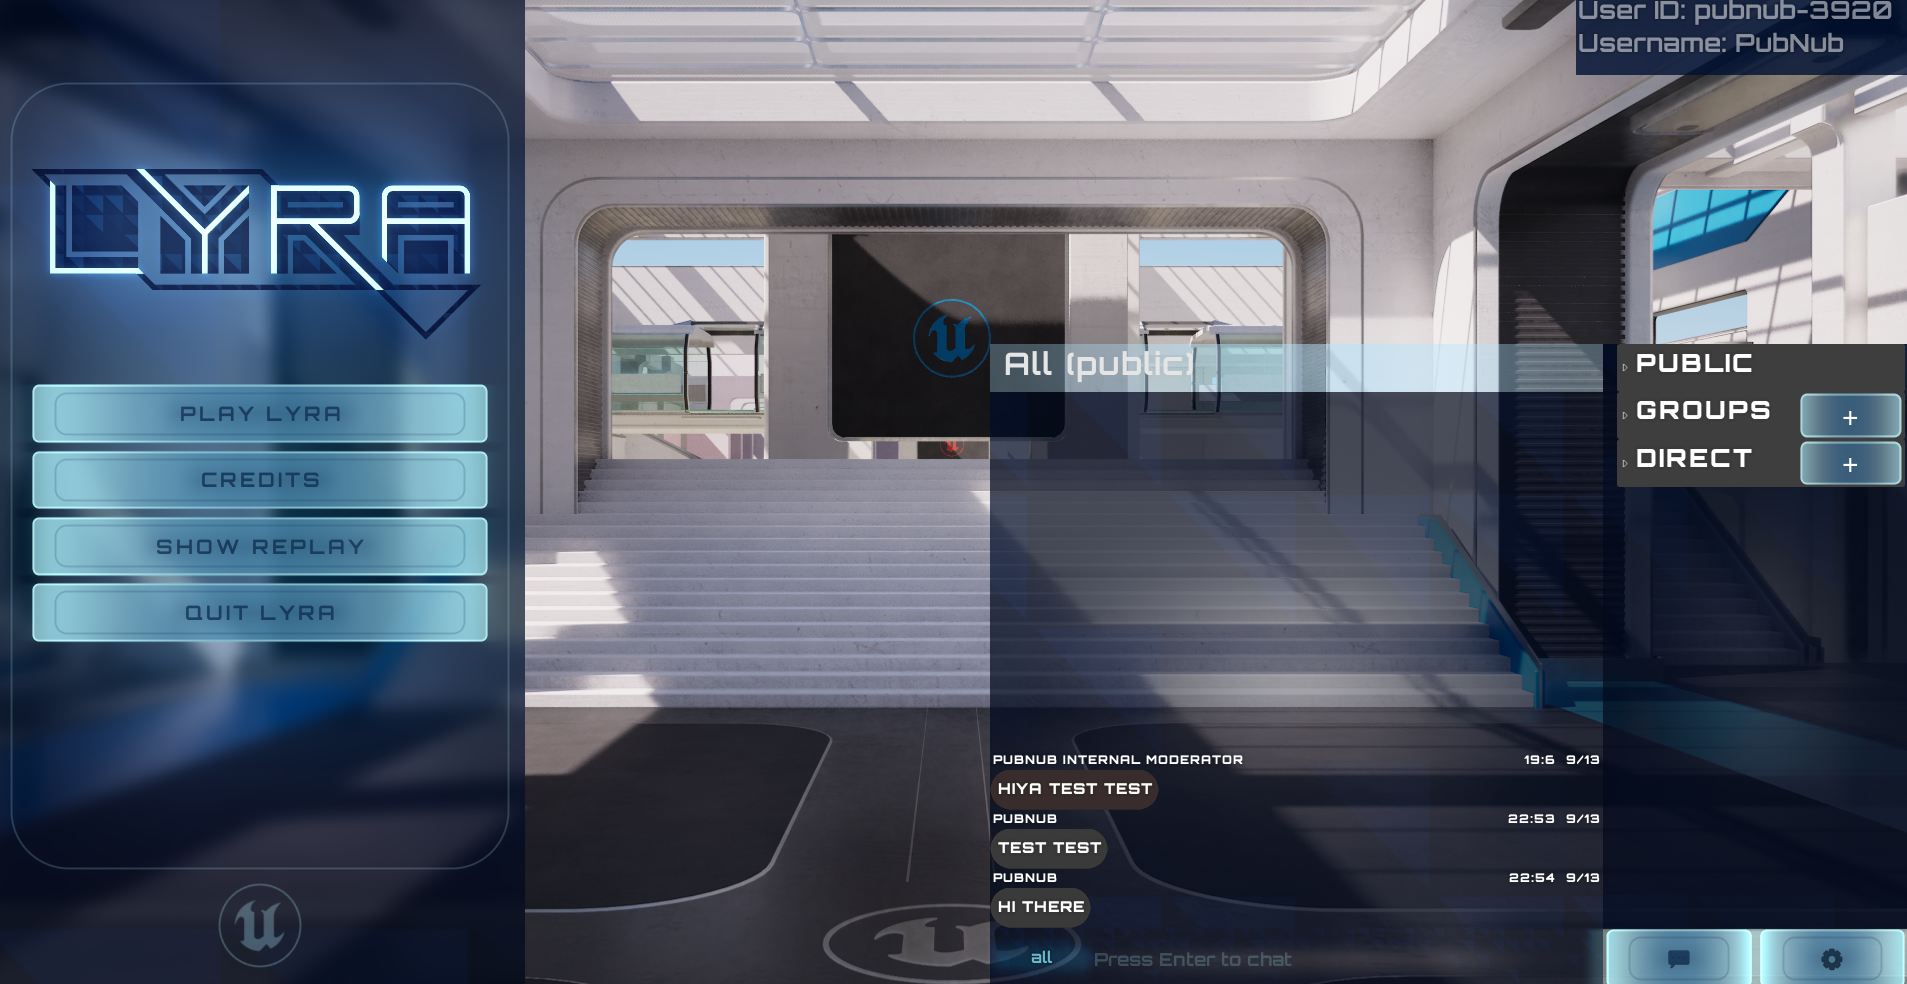 User ID: pubnub-3920
Username: PubNub
LYRA
PLAY LYRA
CREDITS
SHOW REPLAY
QUIT LYRA
All (public)
PUBLIC
GROUPS +
DIRECT +
PUBNUB INTERNAL MODERATOR 19:6 9/13
HIYA TEST TEST
PUBNUB 22:53 9/13
TEST TEST
PUBNUB 22:54 9/13
HI THERE
all Press Enter to chat